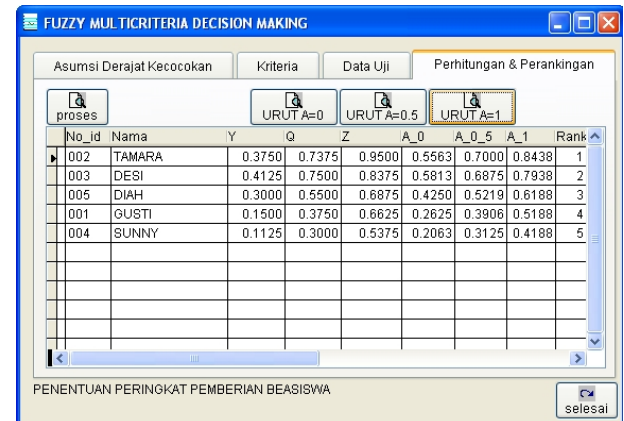 FUZZY MULTICRITERIA DECISION MAKING
Asumsi Derajat Kecocokan Kriteria Data Uji Perhitungan & Perankingan
proses URUT A=0 URUT A=0.5 URUT A=1
No_id Nama Y Q Z A_0 A_0_5 A_1 Rank
002 TAMARA 0.3750 0.7375 0.9500 0.5563 0.7000 0.8438 1
003 DESI 0.4125 0.7500 0.8375 0.5813 0.6875 0.7938 2
005 DIAH 0.3000 0.5500 0.6875 0.4250 0.5219 0.6188 3
001 GUSTI 0.1500 0.3750 0.6625 0.2625 0.3906 0.5188 4
004 SUNNY 0.1125 0.3000 0.5375 0.2063 0.3125 0.4188 5
PENENTUAN PERINGKAT PEMBERIAN BEASISWA
selesai